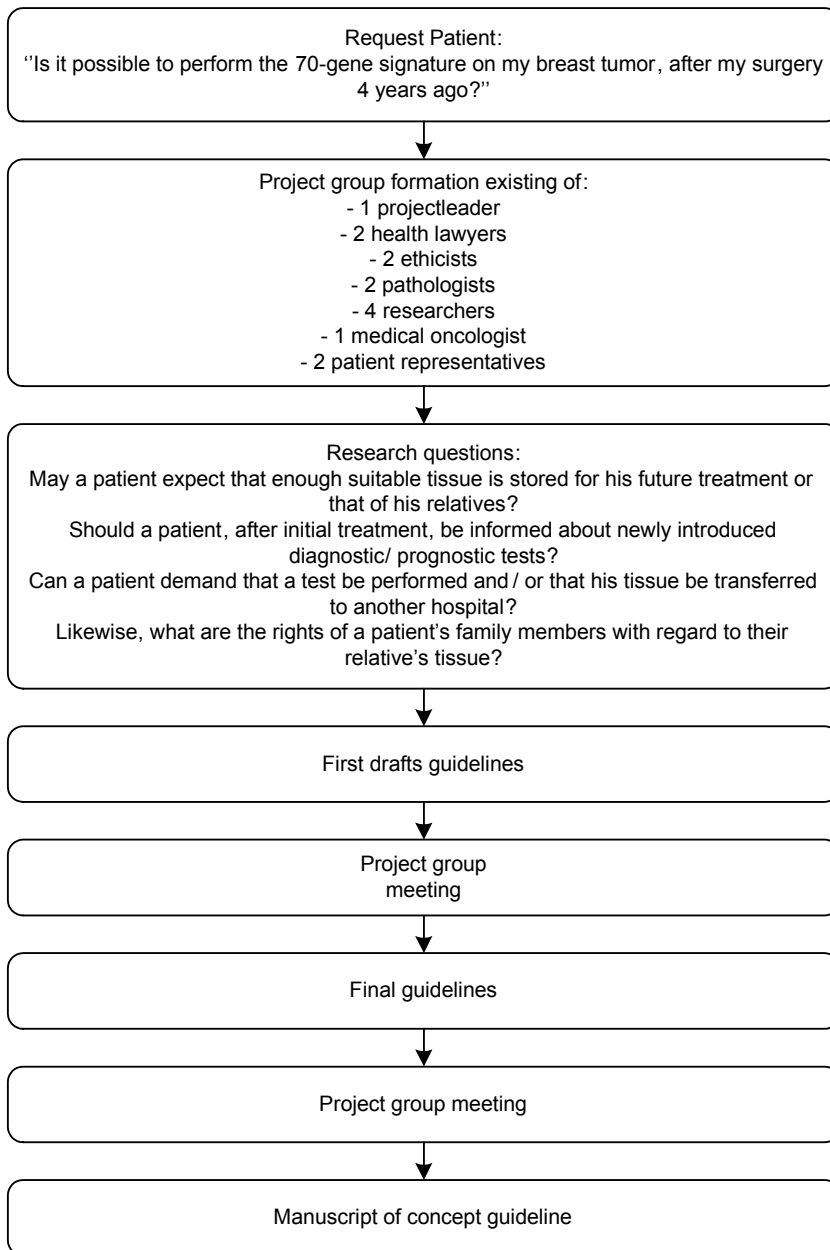 Request Patient:
‘’Is it possible to perform the 70-gene signature on my breast tumor, after my surgery
4 years ago?’’
Project group formation existing of:
- 1 projectleader
- 2 health lawyers
- 2 ethicists
- 2 pathologists
- 4 researchers
- 1 medical oncologist
- 2 patient representatives
Research questions:
May a patient expect that enough suitable tissue is stored for his future treatment or
that of his relatives?
Should a patient, after initial treatment, be informed about newly introduced
diagnostic/ prognostic tests?
Can a patient demand that a test be performed and / or that his tissue be transferred
to another hospital?
Likewise, what are the rights of a patient’s family members with regard to their
relative’s tissue?
First drafts guidelines
Project group
meeting
Final guidelines
Project group meeting
Manuscript of concept guideline